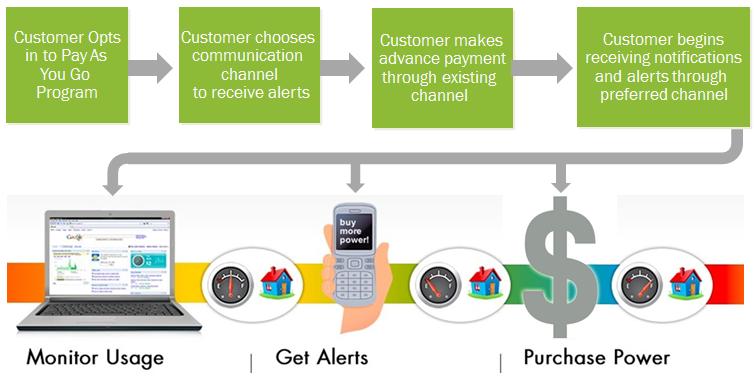 Customer Opts
in to Pay As
You Go
Program
Customer chooses
communication
channel
to receive alerts
Customer makes
advance payment
through existing
channel
Customer begins
receiving notifications
and alerts through
preferred channel
Google
buy
more
power!
Monitor Usage
Get Alerts
Purchase Power